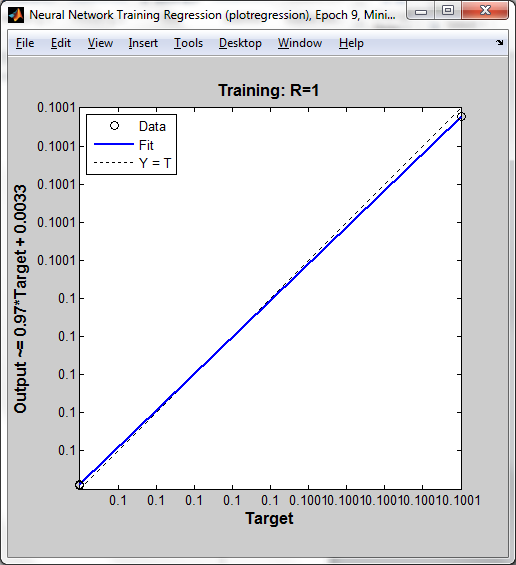 Neural Network Training Regression (plotregression), Epoch 9, Mini...
File Edit View Insert Tools Desktop Window Help
Training: R=1
0.1001
0.1001
0.1001
0.1001
0.1001
0.1
0.1
0.1
0.1
0.1
Data
Fit
Y = T
Output ~= 0.97*Target + 0.0033
0.1 0.1 0.1 0.1 0.1 0.1001 0.1001 0.1001 0.1001 0.1001
Target